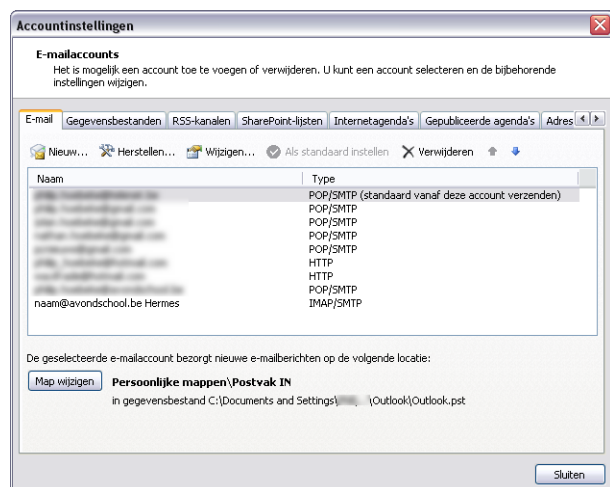 Accountinstellingen
E-mailaccounts
Het is mogelijk een account toe te voegen of verwijderen. U kunt een account selecteren en de bijbehorende
instellingen wijzigen.
E-mail Gegevensbestanden RSS-kanalen SharePoint-lijsten Internetagenda's Gepubliceerde agenda's Adres
Nieuw... Herstellen... Wijzigen... Als standaard instellen Verwijderen
Naam Type
POP/SMTP (standaard vanaf deze account verzenden)
POP/SMTP
POP/SMTP
POP/SMTP
POP/SMTP
HTTP
HTTP
POP/SMTP
naam@avondschool.be Hermes IMAP/SMTP
De geselecteerde e-mailaccount bezorgt nieuwe e-mailberichten op de volgende locatie:
Map wijzigen Persoonlijke mappen\Postvak IN
in gegevensbestand C:\Documents and Settings\ \Outlook\Outlook.pst
Sluiten